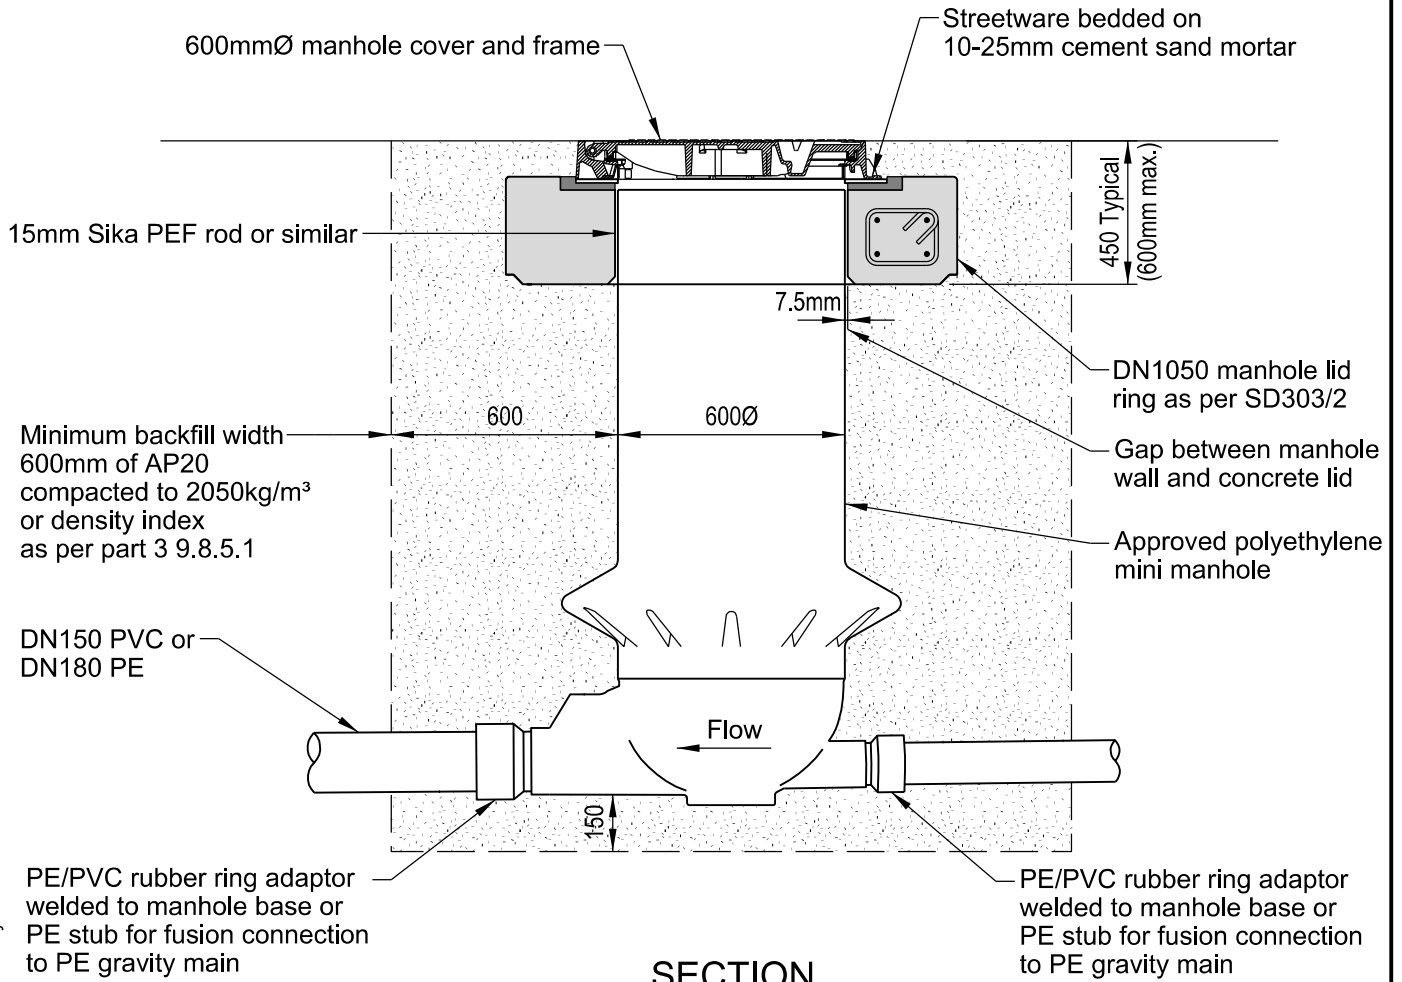 600mmØ manhole cover and frame
Streetware bedded on
10-25mm cement sand mortar
15mm Sika PEF rod or similar
450 Typical
(600mm max.)
7.5mm
DN1050 manhole lid
ring as per SD303/2
600
600Ø
Minimum backfill width
600mm of AP20
compacted to 2050kg/m³
or density index
as per part 3 9.8.5.1
Gap between manhole
wall and concrete lid
Approved polyethylene
mini manhole
DN150 PVC or
DN180 PE
Flow
150
PE/PVC rubber ring adaptor
welded to manhole base or
PE stub for fusion connection
to PE gravity main
PE/PVC rubber ring adaptor
welded to manhole base or
PE stub for fusion connection
to PE gravity main
SECTION